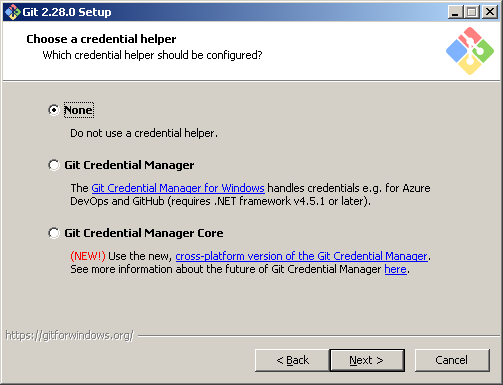 Git 2.28.0 Setup
Choose a credential helper
Which credential helper should be configured?
None
Do not use a credential helper.
Git Credential Manager
The Git Credential Manager for Windows handles credentials e.g. for Azure
DevOps and GitHub (requires .NET framework v4.5.1 or later).
Git Credential Manager Core
(NEW!) Use the new, cross-platform version of the Git Credential Manager.
See more information about the future of Git Credential Manager here.
https://gitforwindows.org/
< Back
Next >
Cancel